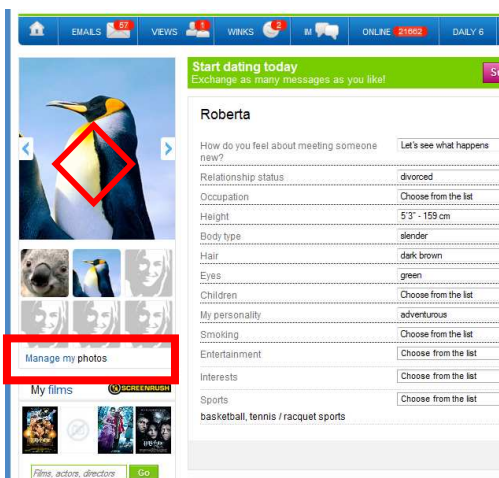 EMAILS 57 VIEWS 1 WINKS 2 IM ONLINE 21662 DAILY 6
Start dating today
Exchange as many messages as you like!
Roberta
How do you feel about meeting someone new? Let's see what happens
Relationship status divorced
Occupation Choose from the list
Height 5'3" - 159 cm
Body type slender
Hair dark brown
Eyes green
Children Choose from the list
My personality adventurous
Smoking Choose from the list
Entertainment Choose from the list
Interests Choose from the list
Sports Choose from the list
basketball, tennis / racquet sports
Manage my photos
My films SCREENRUSH
Films, actors, directors Go